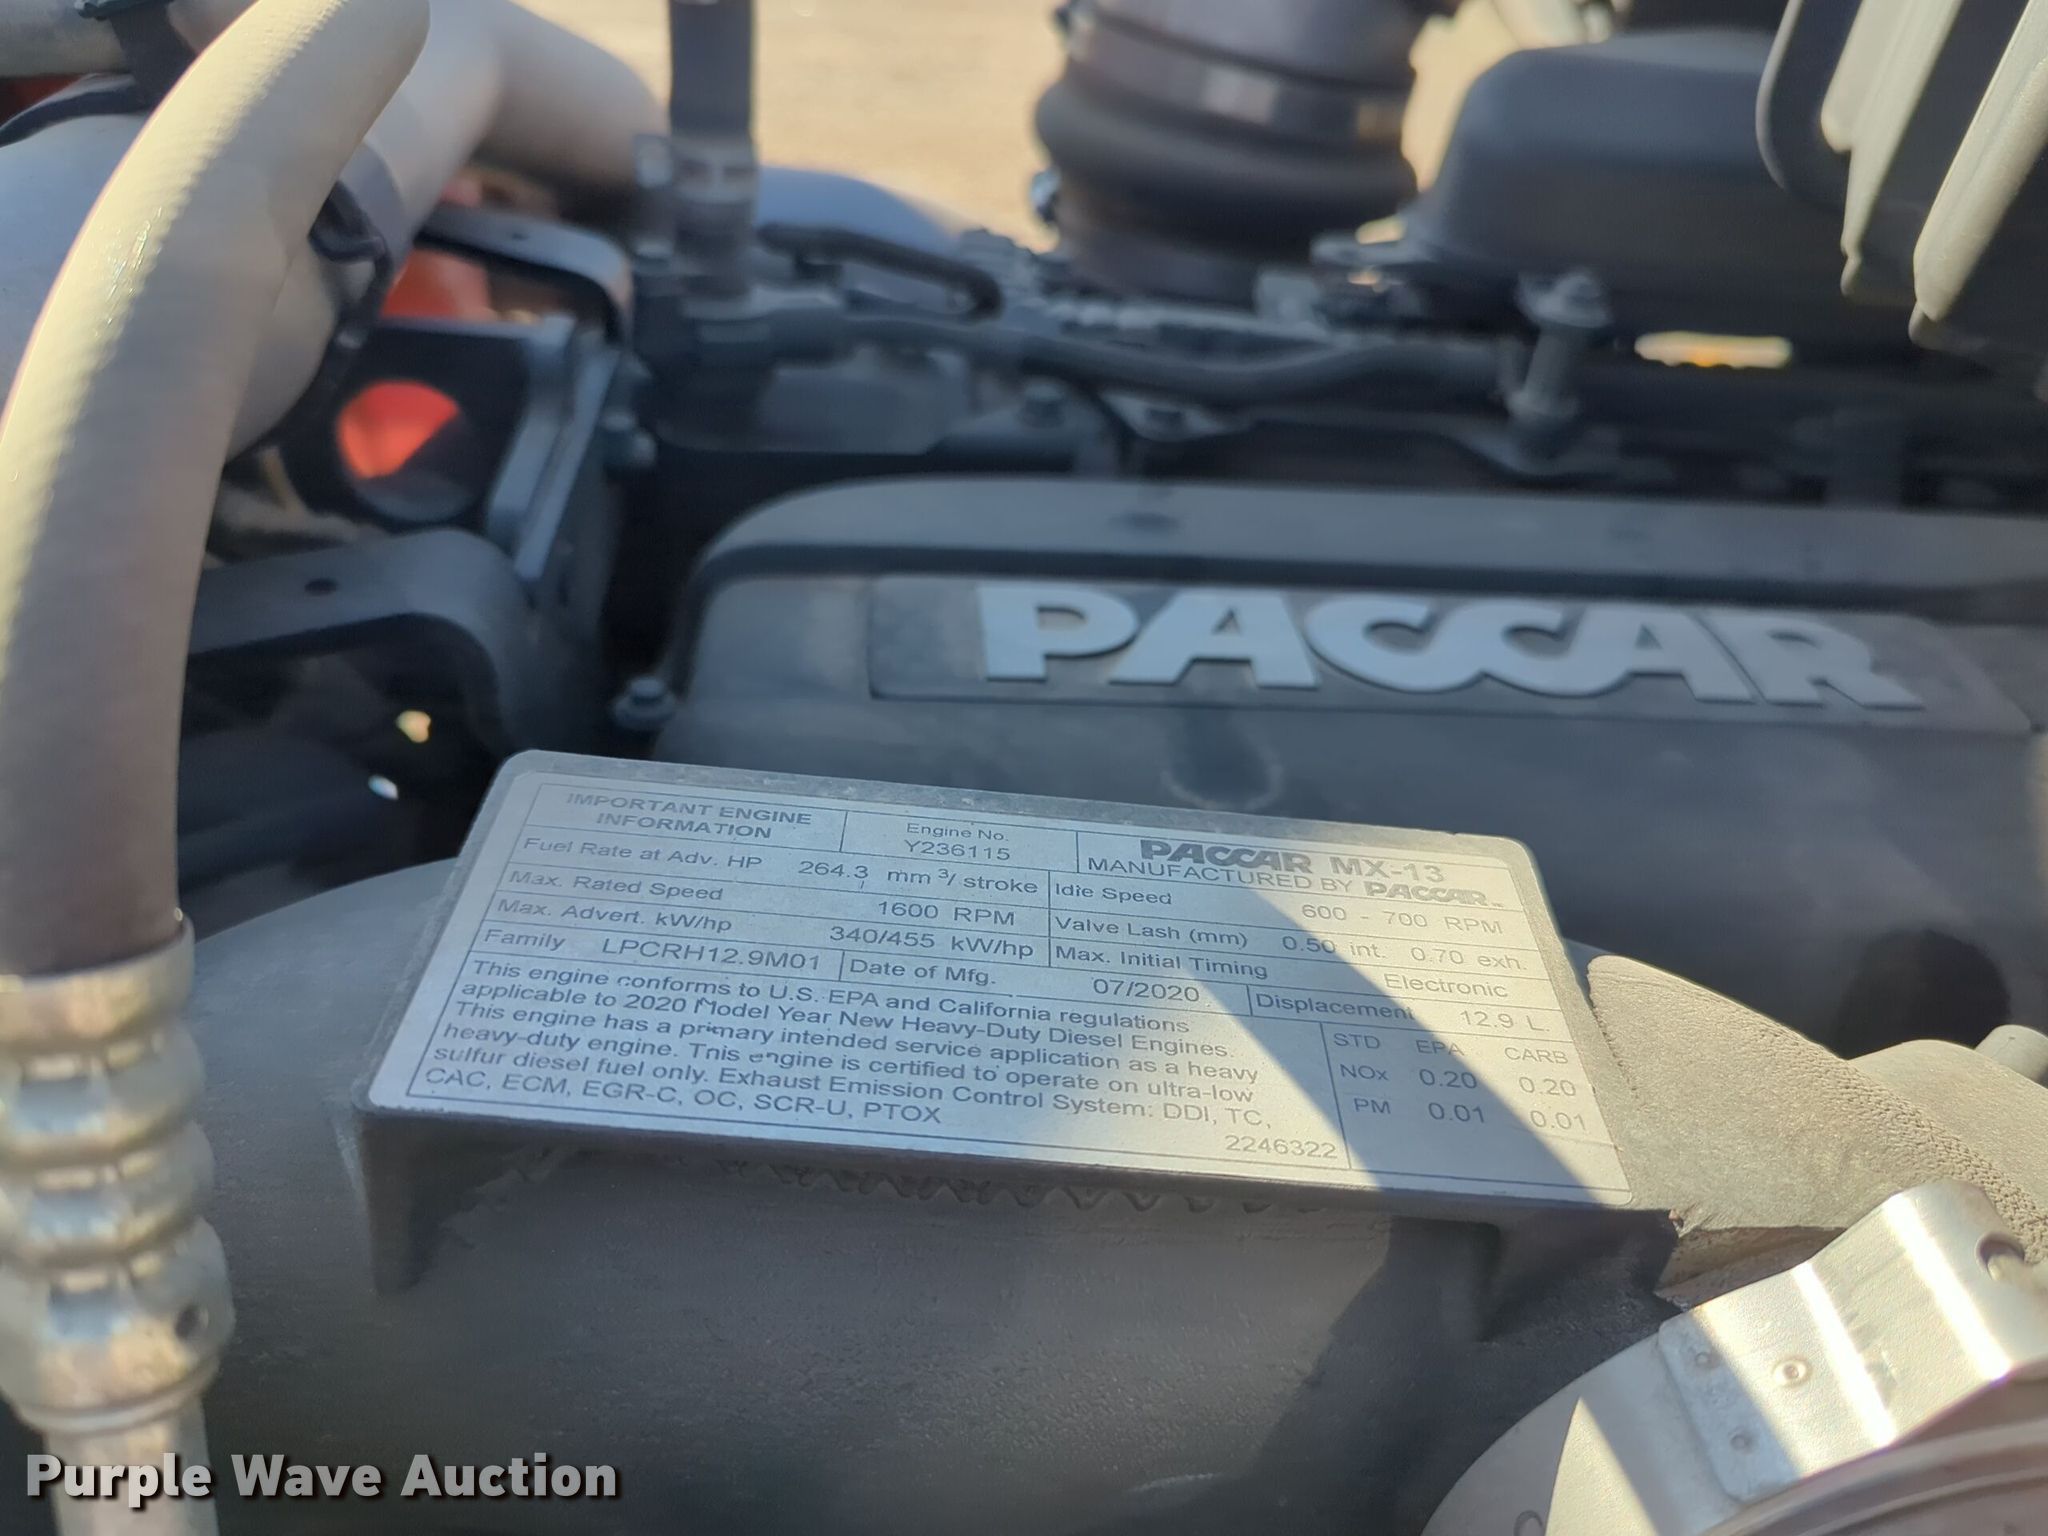 PACCAR
IMPORTANT ENGINE
INFORMATION
Engine No.
Y236115
PACCAR MX-13
MANUFACTURED BY PACCAR
Fuel Rate at Adv. HP 264.3 mm³/ stroke
Idle Speed 600 - 700 RPM
Max. Rated Speed 1600 RPM
Valve Lash (mm) 0.50 int. 0.70 exh.
Max. Advert. kW/hp 340/455 kW/hp
Max. Initial Timing Electronic
Family LPCRH12.9M01
Date of Mfg. 07/2020
Displacement 12.9 L.
This engine conforms to U.S. EPA and California regulations
applicable to 2020 Model Year New Heavy-Duty Diesel Engines.
This engine has a primary intended service application as a heavy
heavy-duty engine. This engine is certified to operate on ultra-low
sulfur diesel fuel only. Exhaust Emission Control System: DDI, TC,
CAC, ECM, EGR-C, OC, SCR-U, PTOX
2246322
STD EPA CARB
NOx 0.20 0.20
PM 0.01 0.01
Purple Wave Auction